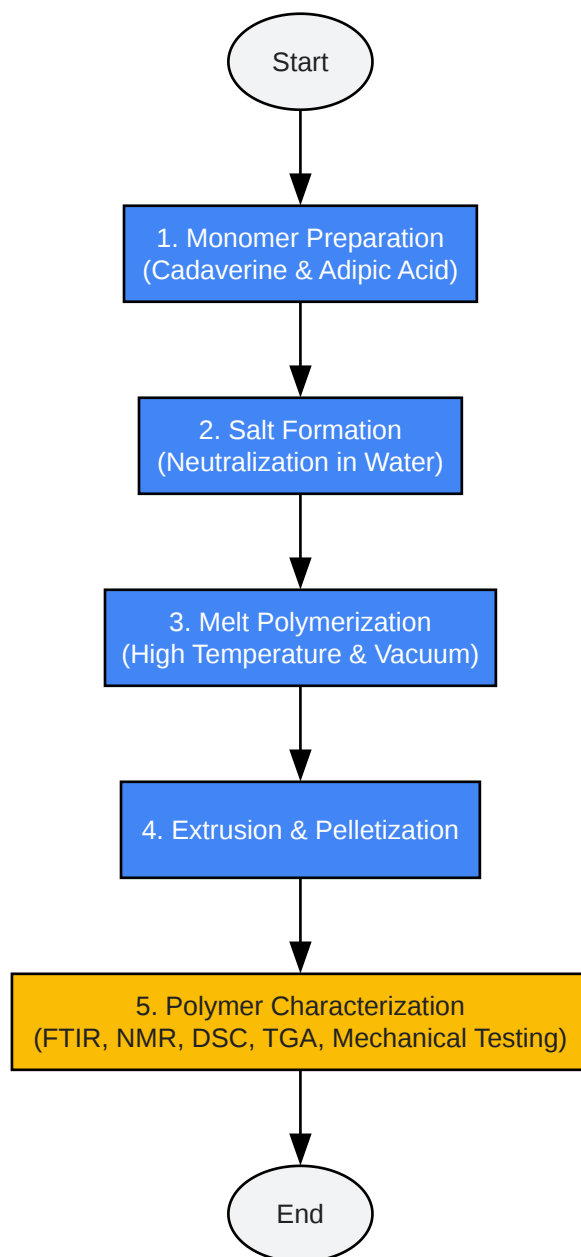 Start
1. Monomer Preparation
(Cadaverine & Adipic Acid)
2. Salt Formation
(Neutralization in Water)
3. Melt Polymerization
(High Temperature & Vacuum)
4. Extrusion & Pelletization
5. Polymer Characterization
(FTIR, NMR, DSC, TGA, Mechanical Testing)
End